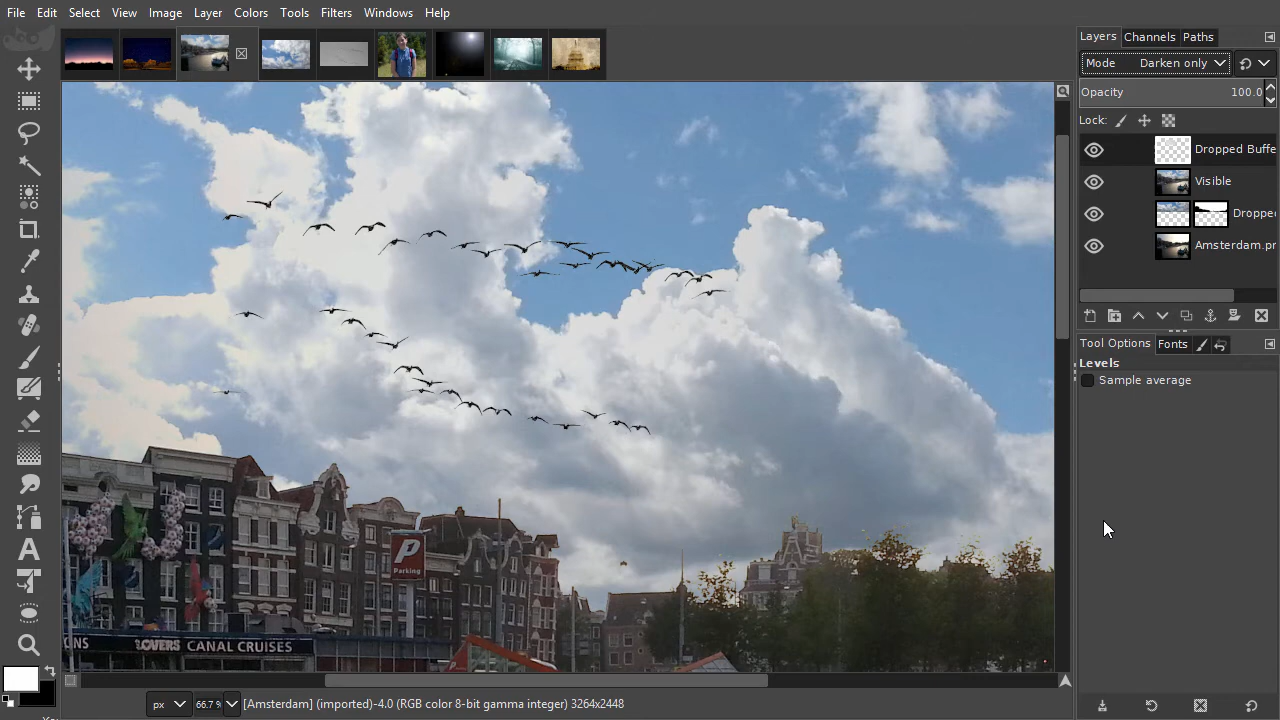 File Edit Select View Image Layer Colors Tools Filters Windows Help
Layers Channels Paths
Mode Darken only
Opacity 100.0
Lock:
Dropped Buffe
Visible
Dropped
Amsterdam.pr
Tool Options Fonts
Levels
Sample average
P
Parking
ONS LOVERS CANAL CRUISES
px 66.7 % [Amsterdam] (imported)-4.0 (RGB color 8-bit gamma integer) 3264x2448